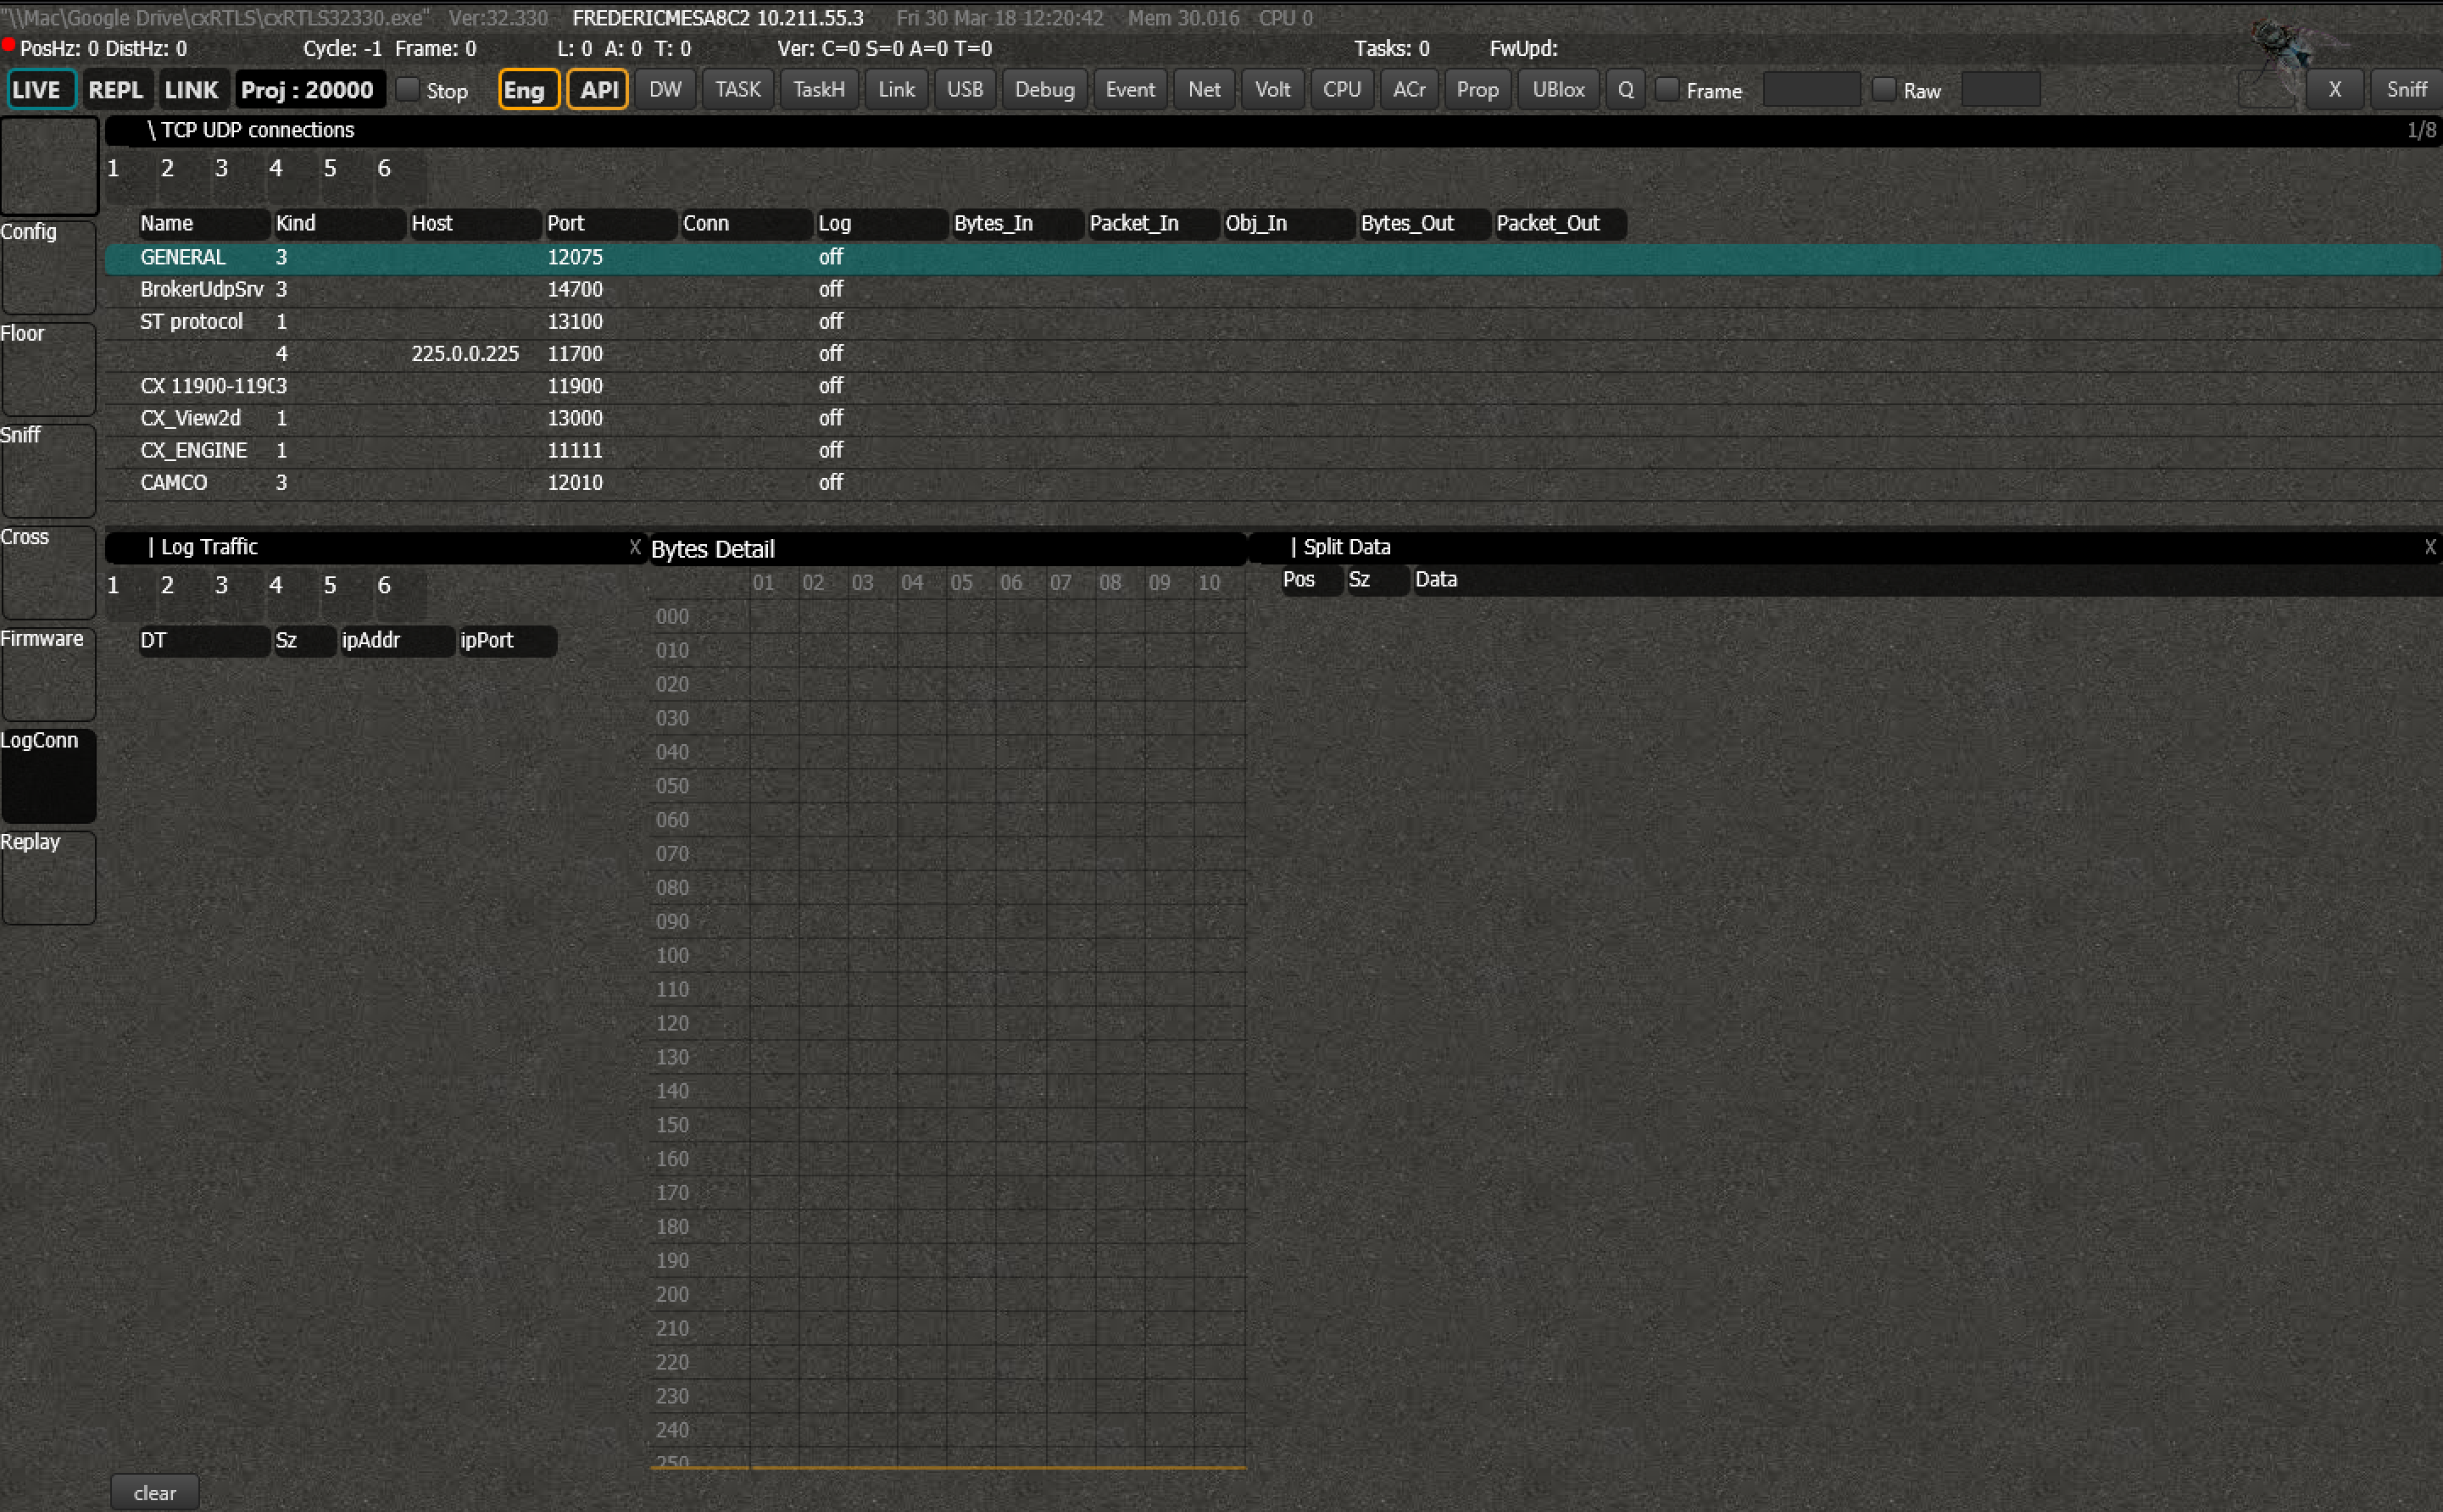 "\\Mac\Google Drive\cxRTLS\cxRTLS32330.exe" Ver:32.330 FREDERICMESA8C2 10.211.55.3 Fri 30 Mar 18 12:20:42 Mem 30.016 CPU 0
PosHz: 0 DistHz: 0 Cycle: -1 Frame: 0 L: 0 A: 0 T: 0 Ver: C=0 S=0 A=0 T=0 Tasks: 0 FwUpd:
LIVE REPL LINK Proj : 20000 Stop Eng API DW TASK TaskH Link USB Debug Event Net Volt CPU ACr Prop UBlox Q Frame Raw X Sniff
\ TCP UDP connections 1/8
1 2 3 4 5 6
Name Kind Host Port Conn Log Bytes_In Packet_In Obj_In Bytes_Out Packet_Out
GENERAL 3 12075 off
BrokerUdpSrv 3 14700 off
ST protocol 1 13100 off
4 225.0.0.225 11700 off
CX 11900-1190 3 11900 off
CX_View2d 1 13000 off
CX_ENGINE 1 11111 off
CAMCO 3 12010 off
Config
Floor
Sniff
Cross
Firmware
LogConn
Replay
| Log Traffic X
1 2 3 4 5 6
DT Sz ipAddr ipPort
Bytes Detail
01 02 03 04 05 06 07 08 09 10
000
010
020
030
040
050
060
070
080
090
100
110
120
130
140
150
160
170
180
190
200
210
220
230
240
250
| Split Data X
Pos Sz Data
clear